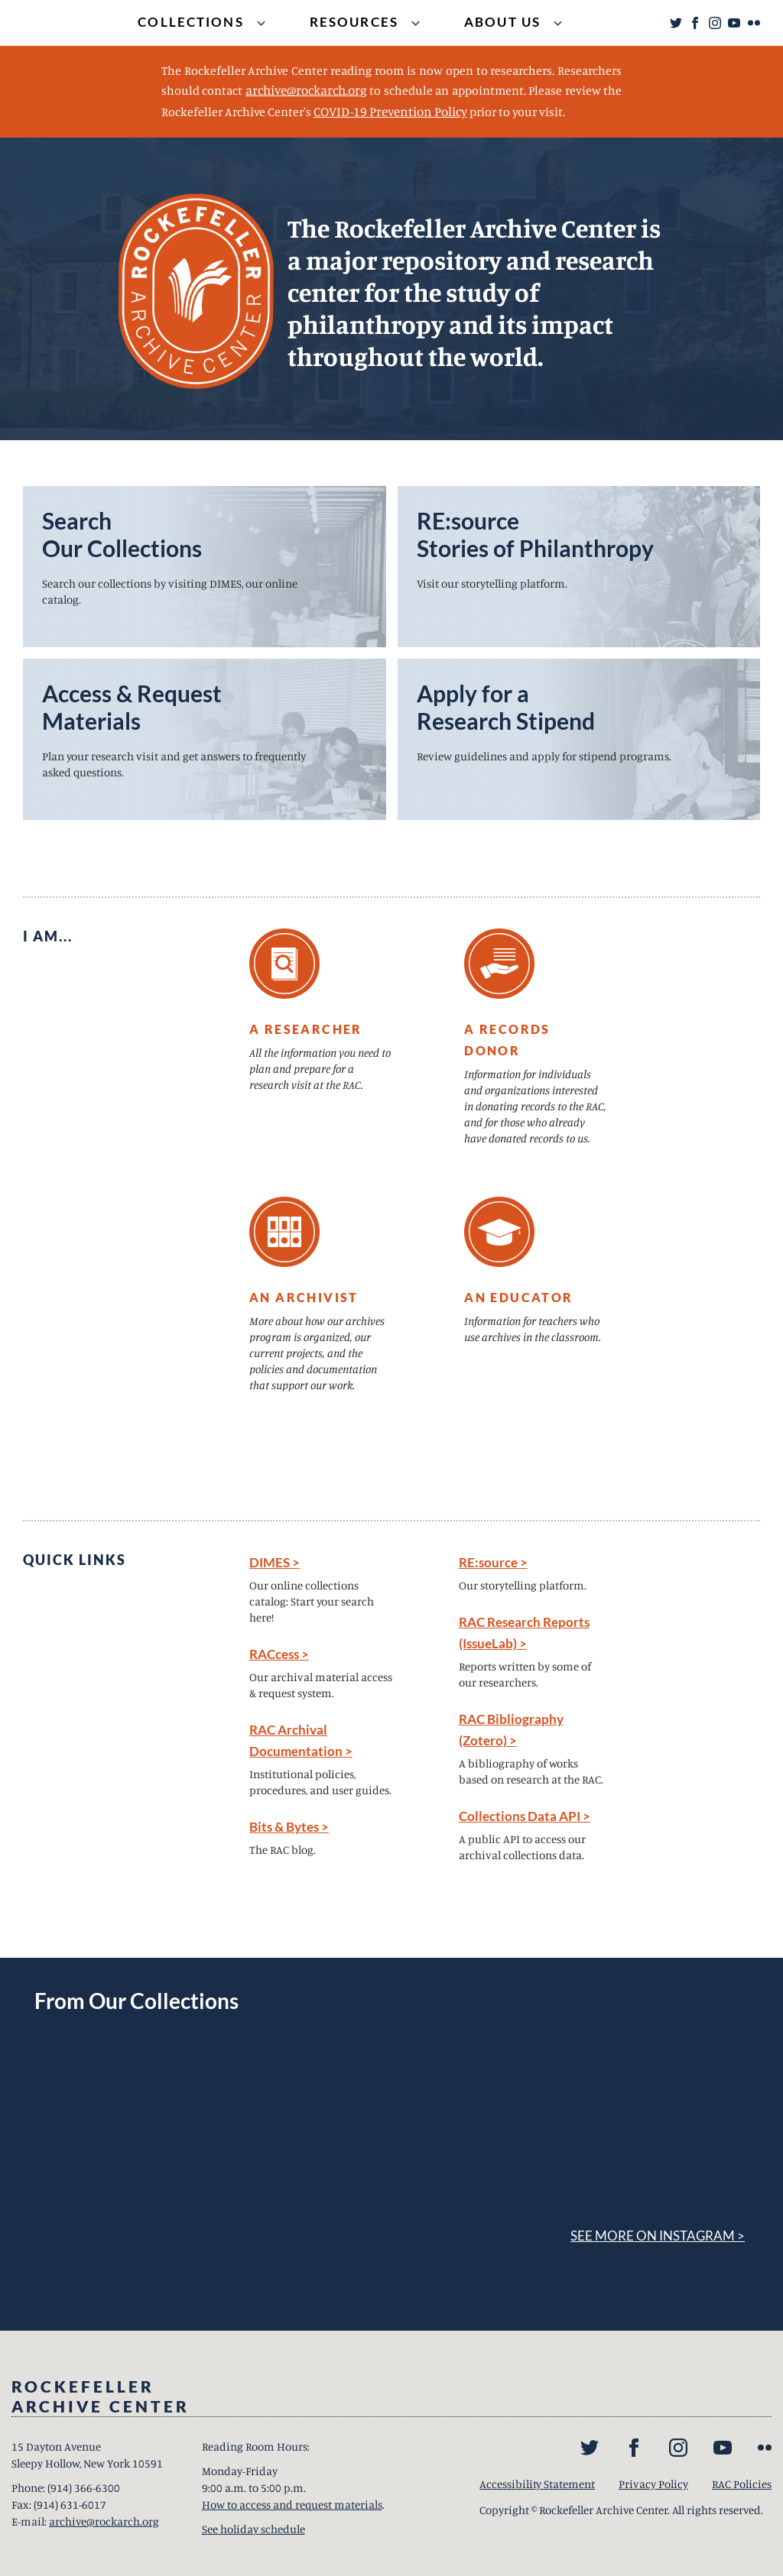 COLLECTIONS RESOURCES ABOUT US
The Rockefeller Archive Center reading room is now open to researchers. Researchers
should contact archive@rockarch.org to schedule an appointment. Please review the
Rockefeller Archive Center's COVID-19 Prevention Policy prior to your visit.
ROCKEFELLER
ARCHIVE CENTER
The Rockefeller Archive Center is
a major repository and research
center for the study of
philanthropy and its impact
throughout the world.
Search
Our Collections
Search our collections by visiting DIMES, our online
catalog.
RE:source
Stories of Philanthropy
Visit our storytelling platform.
Access & Request
Materials
Plan your research visit and get answers to frequently
asked questions.
Apply for a
Research Stipend
Review guidelines and apply for stipend programs.
I AM...
A RESEARCHER
All the information you need to
plan and prepare for a
research visit at the RAC.
A RECORDS
DONOR
Information for individuals
and organizations interested
in donating records to the RAC,
and for those who already
have donated records to us.
AN ARCHIVIST
More about how our archives
program is organized, our
current projects, and the
policies and documentation
that support our work.
AN EDUCATOR
Information for teachers who
use archives in the classroom.
QUICK LINKS
DIMES >
Our online collections
catalog: Start your search
here!
RACcess >
Our archival material access
& request system.
RAC Archival
Documentation >
Institutional policies,
procedures, and user guides.
Bits & Bytes >
The RAC blog.
RE:source >
Our storytelling platform.
RAC Research Reports
(IssueLab) >
Reports written by some of
our researchers.
RAC Bibliography
(Zotero) >
A bibliography of works
based on research at the RAC.
Collections Data API >
A public API to access our
archival collections data.
From Our Collections
SEE MORE ON INSTAGRAM >
ROCKEFELLER
ARCHIVE CENTER
15 Dayton Avenue
Sleepy Hollow, New York 10591
Phone: (914) 366-6300
Fax: (914) 631-6017
E-mail: archive@rockarch.org
Reading Room Hours:
Monday-Friday
9:00 a.m. to 5:00 p.m.
How to access and request materials.
See holiday schedule
Accessibility Statement Privacy Policy RAC Policies
Copyright © Rockefeller Archive Center. All rights reserved.